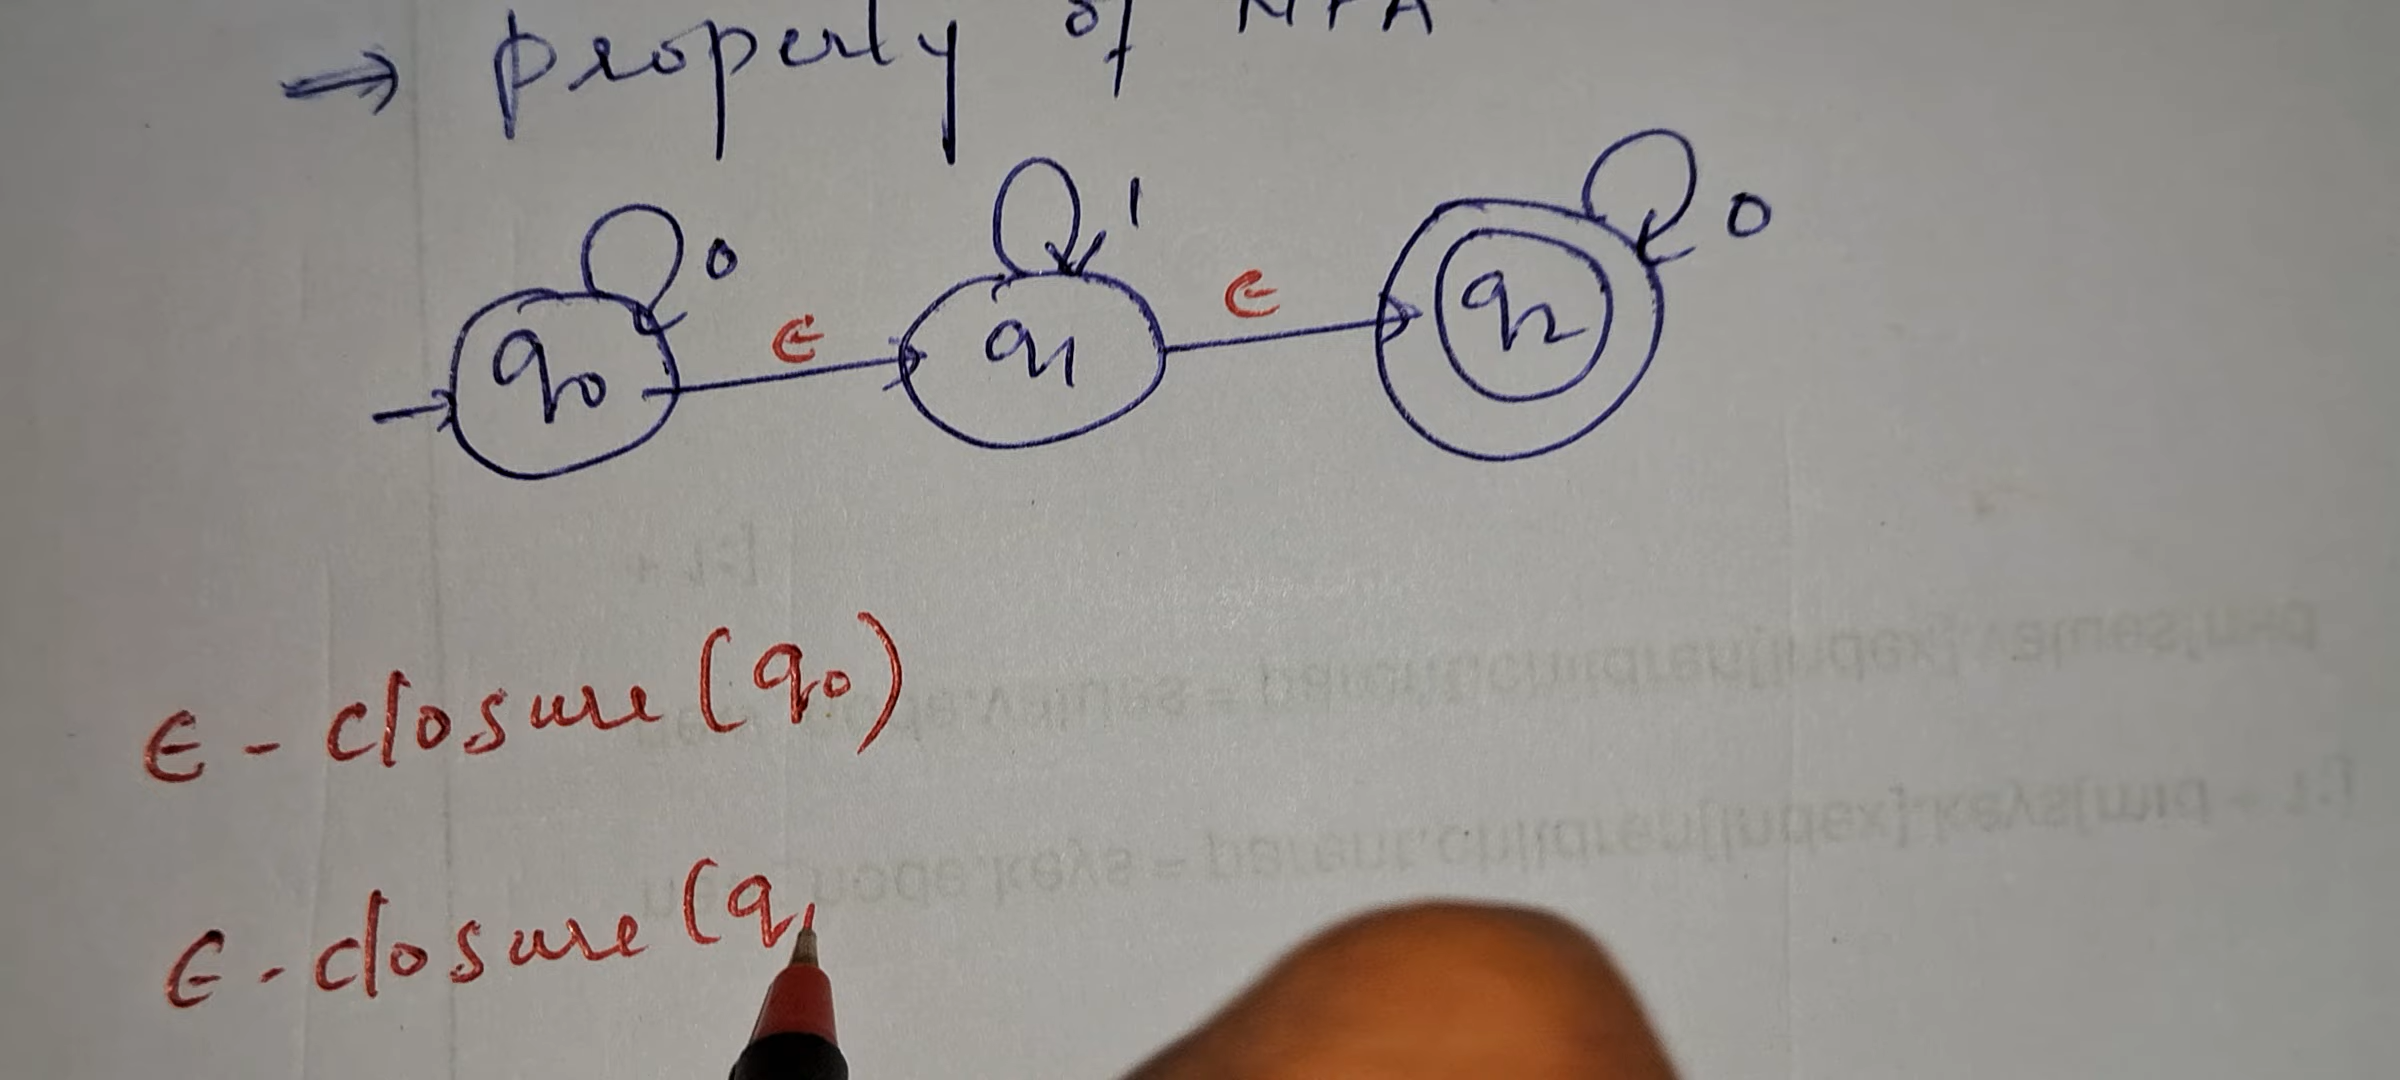 ⇒ property of NFA
0 1 0
ϵ ϵ
q0 q1 q2
ϵ - closure (q0)
ϵ - closure (q1